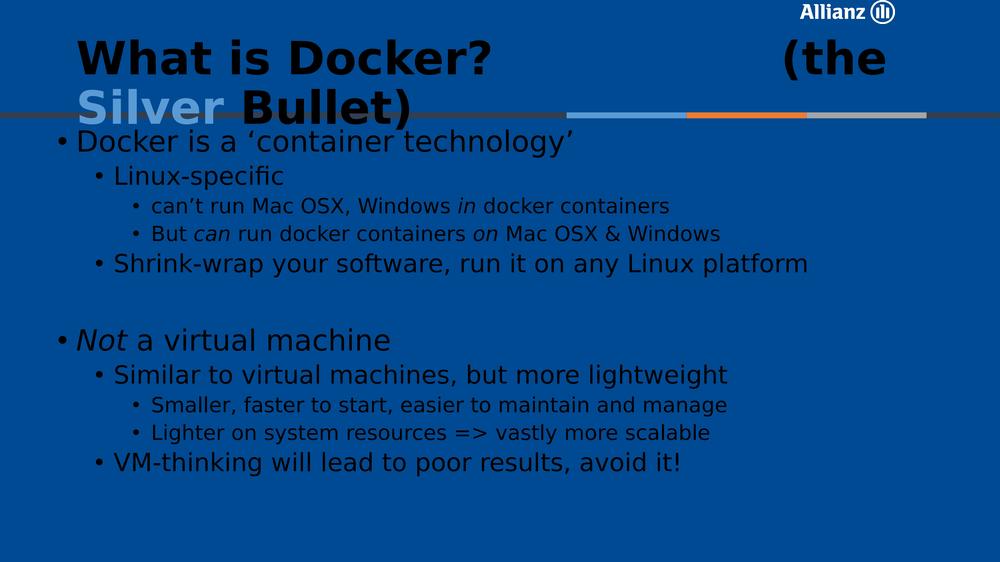 Allianz
What is Docker? (the
Silver Bullet)
• Docker is a ‘container technology’
• Linux-specific
• can’t run Mac OSX, Windows in docker containers
• But can run docker containers on Mac OSX & Windows
• Shrink-wrap your software, run it on any Linux platform
• Not a virtual machine
• Similar to virtual machines, but more lightweight
• Smaller, faster to start, easier to maintain and manage
• Lighter on system resources => vastly more scalable
• VM-thinking will lead to poor results, avoid it!